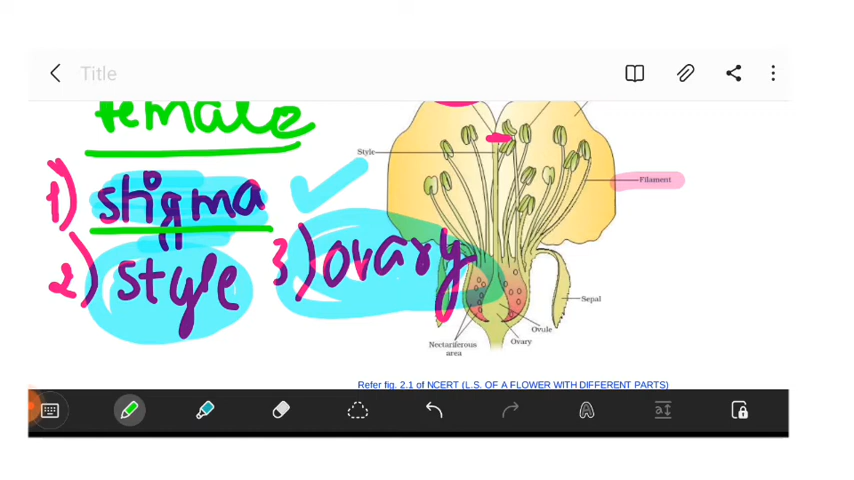 Title
female
Style
Filament
1) stigma
2) style
3) ovary
Sepal
Ovule
Nectariferous
area
Ovary
Refer fig. 2.1 of NCERT (L.S. OF A FLOWER WITH DIFFERENT PARTS)